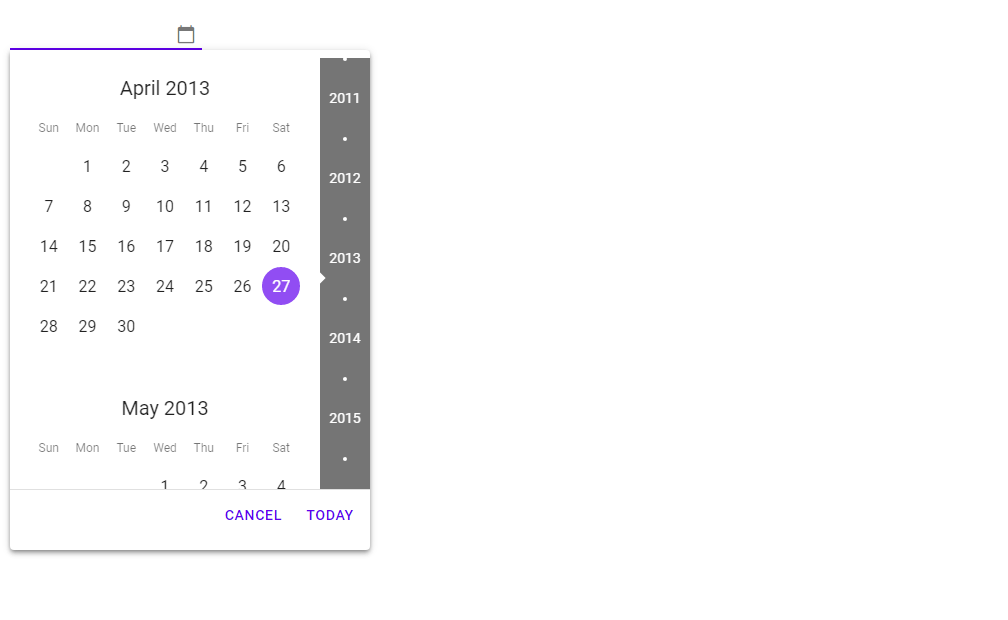 April 2013
Sun Mon Tue Wed Thu Fri Sat
1 2 3 4 5 6
7 8 9 10 11 12 13
14 15 16 17 18 19 20
21 22 23 24 25 26 27
28 29 30
May 2013
Sun Mon Tue Wed Thu Fri Sat
1 2 3 4
2011
2012
2013
2014
2015
CANCEL TODAY